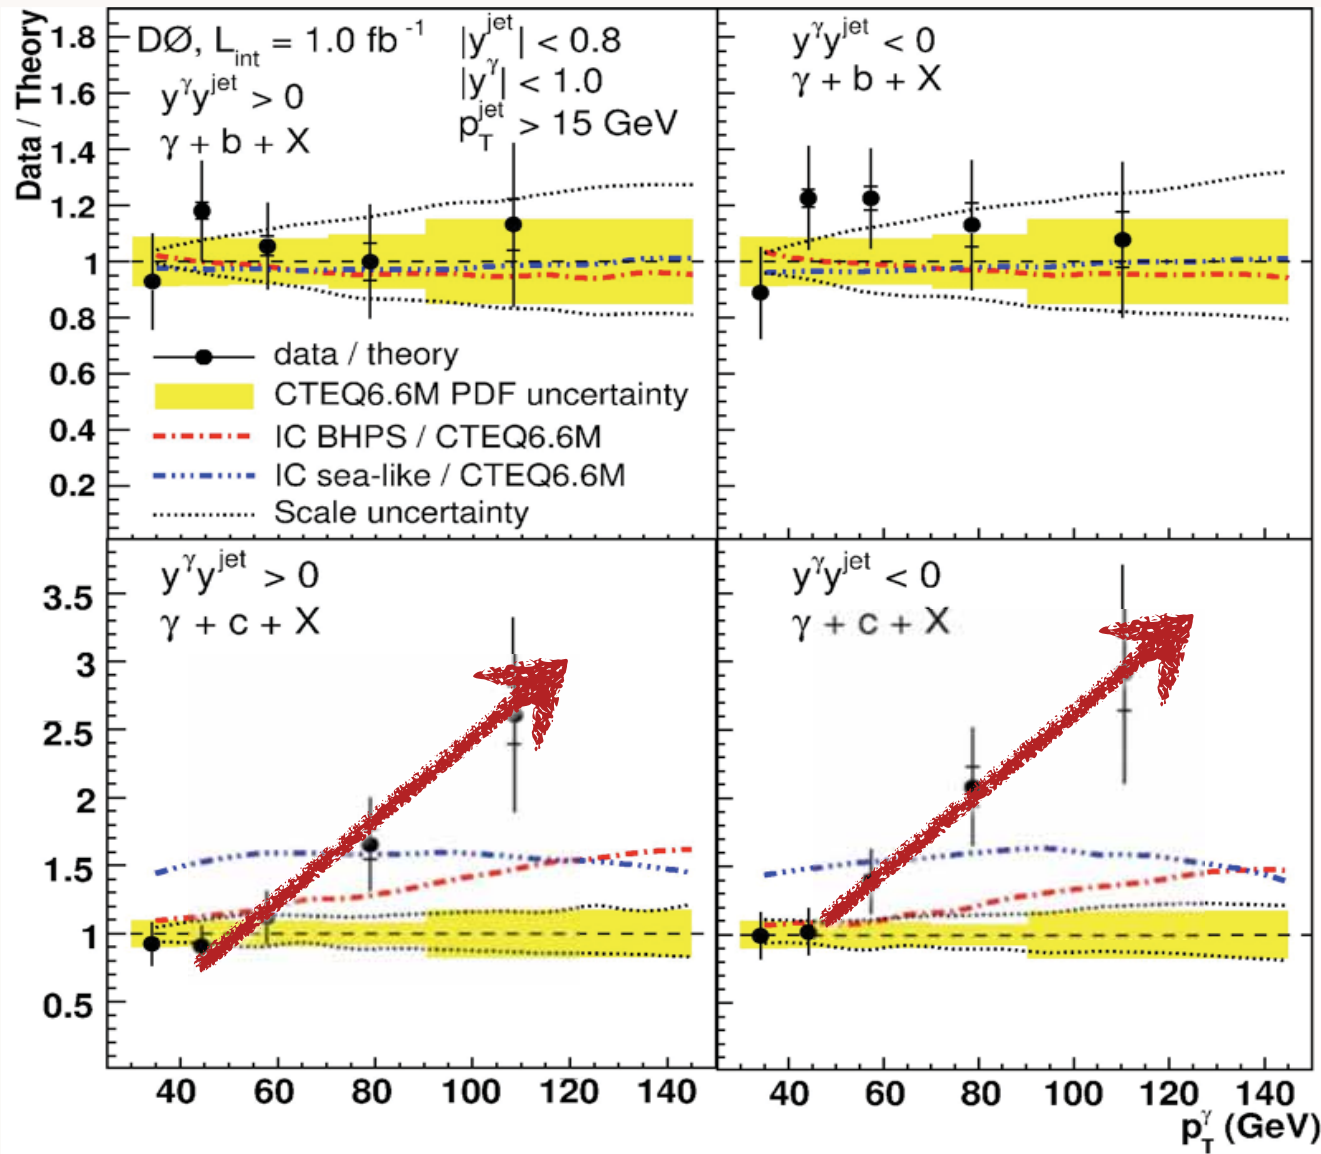 Data / Theory
1.8
1.6
1.4
1.2
1
0.8
0.6
0.4
0.2
DØ, L_int = 1.0 fb^-1
|y^jet| < 0.8
|y^γ| < 1.0
p_T^jet > 15 GeV
y^γ y^jet > 0
γ + b + X
data / theory
CTEQ6.6M PDF uncertainty
IC BHPS / CTEQ6.6M
IC sea-like / CTEQ6.6M
Scale uncertainty
y^γ y^jet < 0
γ + b + X
3.5
3
2.5
2
1.5
1
0.5
y^γ y^jet > 0
γ + c + X
y^γ y^jet < 0
γ + c + X
40 60 80 100 120 140
40 60 80 100 120 140
p_T^γ (GeV)